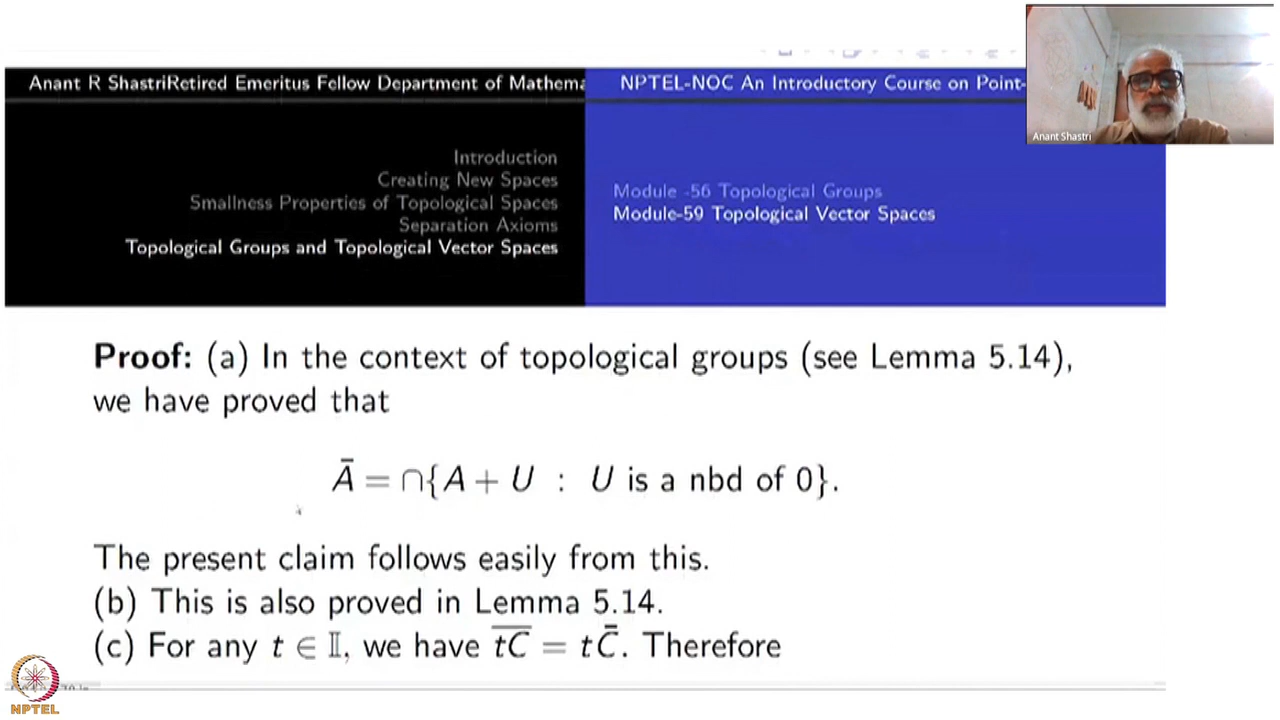 Anant R ShastriRetired Emeritus Fellow Department of Mathema
NPTEL-NOC An Introductory Course on Point-
Anant Shastri
Introduction
Creating New Spaces
Smallness Properties of Topological Spaces
Separation Axioms
Topological Groups and Topological Vector Spaces
Module -56 Topological Groups
Module-59 Topological Vector Spaces
Proof: (a) In the context of topological groups (see Lemma 5.14),
we have proved that
Ā = ∩{A + U : U is a nbd of 0}.
The present claim follows easily from this.
(b) This is also proved in Lemma 5.14.
(c) For any t ∈ 𝕀, we have \overline{tC} = t\bar{C}. Therefore
NPTEL